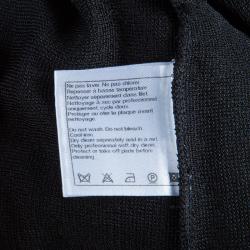 Ne pas laver. Ne pas chlorer.
Repasser à basse température
Nettoyer séparément dans filet
Nettoyage à sec par professionnel
uniquement, cycle doux.
Protéger ou ôter la plaque avant
nettoyage.
Do not wash. Do not bleach.
Cool iron.
Dry clean separately and in a net.
Only professional soft dry clean.
Protect or take off plate before
cleaning.